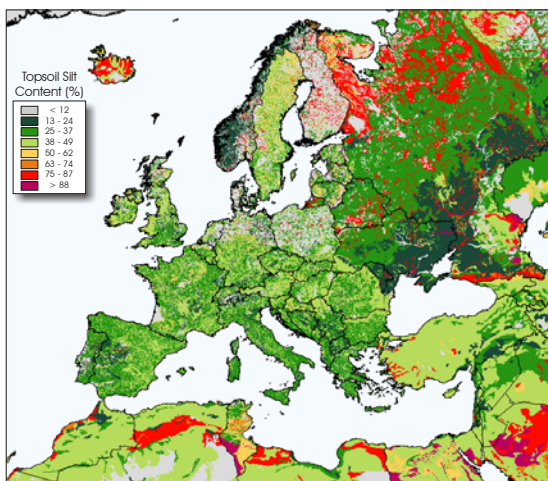 Topsoil Silt
Content (%)
< 12
13 - 24
25 - 37
38 - 49
50 - 62
63 - 74
75 - 87
> 88